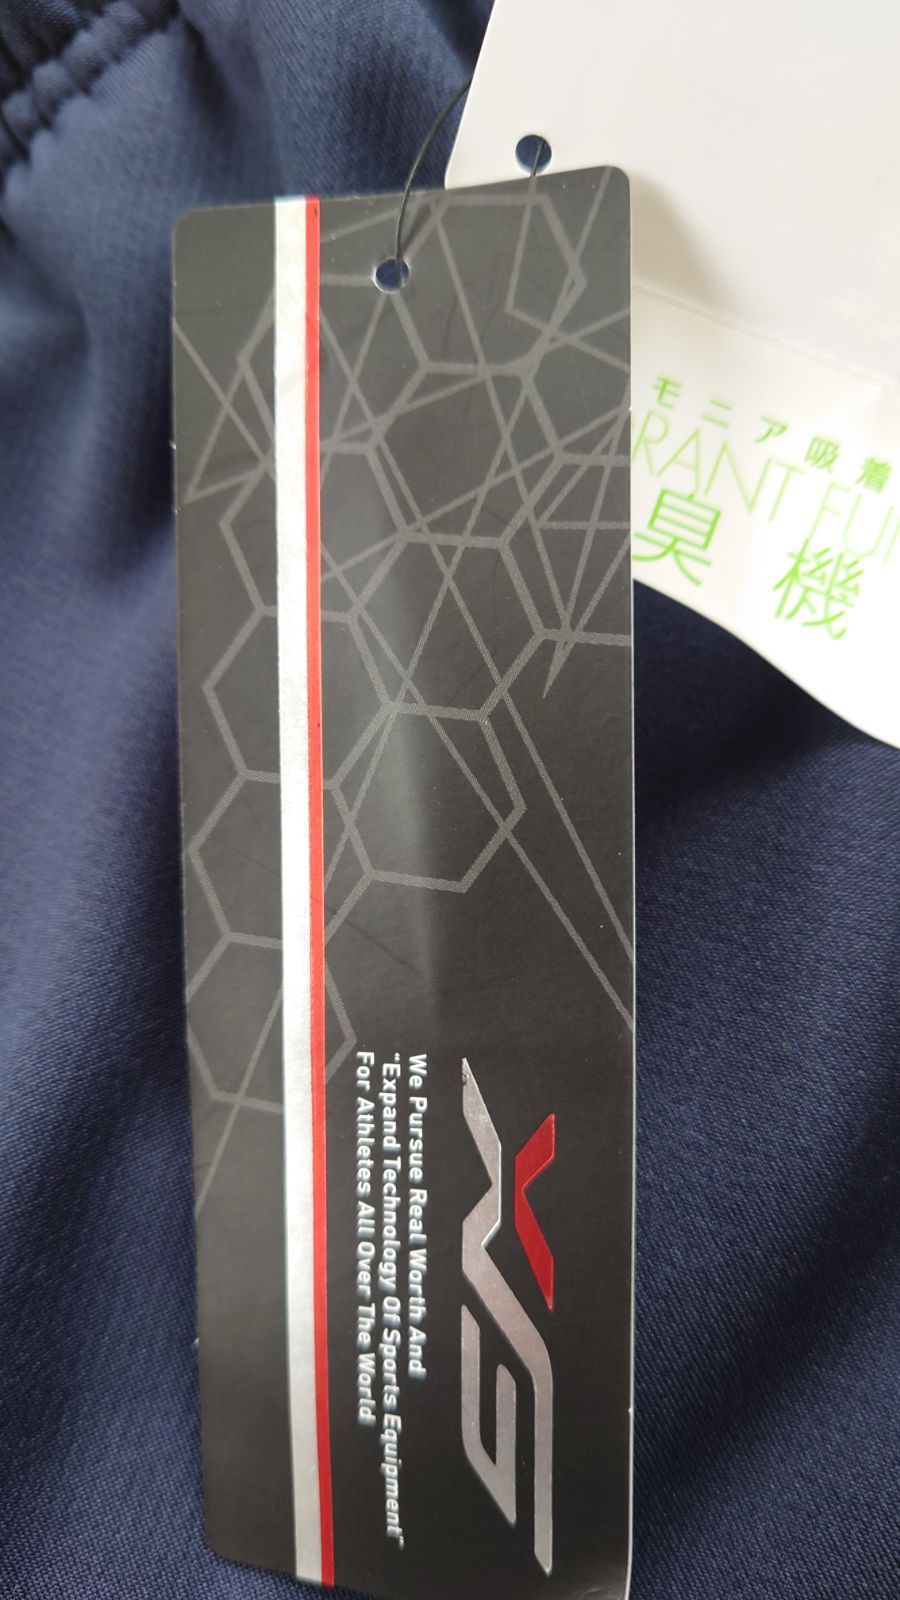 We Pursue Real Worth And
"Expand Technology Of Sports Equipment"
For Athletes All Over The World
モニア吸着
RANT FU
臭機